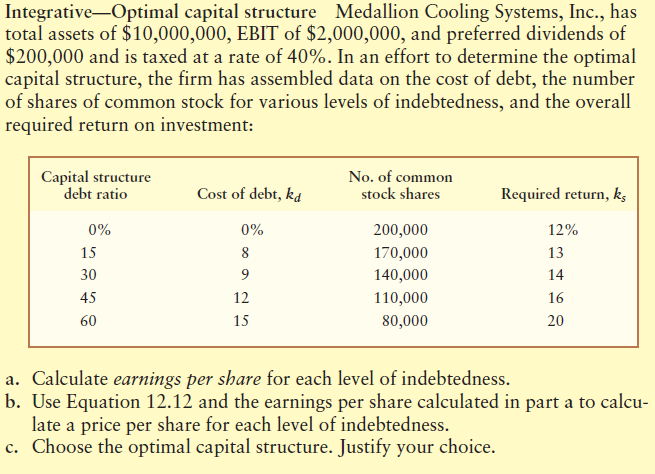 Integrative—Optimal capital structure Medallion Cooling Systems, Inc., has
total assets of $10,000,000, EBIT of $2,000,000, and preferred dividends of
$200,000 and is taxed at a rate of 40%. In an effort to determine the optimal
capital structure, the firm has assembled data on the cost of debt, the number
of shares of common stock for various levels of indebtedness, and the overall
required return on investment:
Capital structure No. of common
debt ratio Cost of debt, kd stock shares Required return, ks
0% 0% 200,000 12%
15 8 170,000 13
30 9 140,000 14
45 12 110,000 16
60 15 80,000 20
a. Calculate earnings per share for each level of indebtedness.
b. Use Equation 12.12 and the earnings per share calculated in part a to calcu-
late a price per share for each level of indebtedness.
c. Choose the optimal capital structure. Justify your choice.